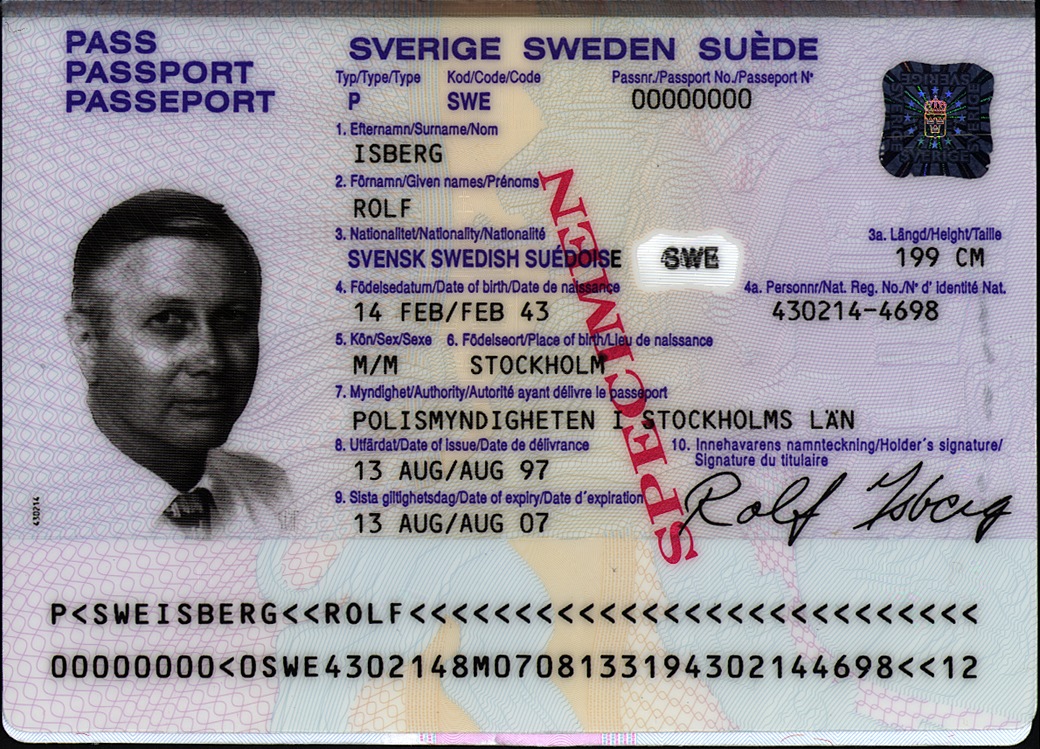 PASS
PASSPORT
PASSEPORT
SVERIGE SWEDEN SUÈDE
Typ/Type/Type Kod/Code/Code Passnr./Passport No./Passeport N°
P SWE 00000000
SVERIGE
1. Efternamn/Surname/Nom
ISBERG
2. Förnamn/Given names/Prénoms
ROLF
3. Nationalitet/Nationality/Nationalité 3a. Längd/Height/Taille
SVENSK SWEDISH SUÉDOISE SWE 199 CM
4. Födelsedatum/Date of birth/Date de naissance 4a. Personnr/Nat. Reg. No./N° d' identité Nat.
14 FEB/FEB 43 430214-4698
5. Kön/Sex/Sexe 6. Födelseort/Place of birth/Lieu de naissance
M/M STOCKHOLM
7. Myndighet/Authority/Autorité ayant délivre le passeport
POLISMYNDIGHETEN I STOCKHOLMS LÄN
8. Utfärdat/Date of issue/Date de délivrance 10. Innehavarens namnteckning/Holder's signature/
Signature du titulaire
13 AUG/AUG 97
9. Sista giltighetsdag/Date of expiry/Date d'expiration
13 AUG/AUG 07
Rolf Isberg
SPECIMEN
430214
P<SWEISBERG<<ROLF<<<<<<<<<<<<<<<<<<<<<<<<<<<
00000000<0SWE4302148M0708133194302144698<<12